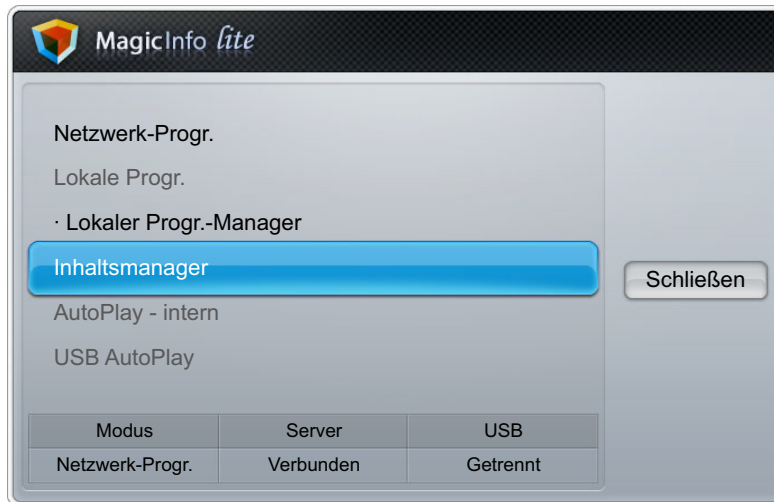 MagicInfo lite
Netzwerk-Progr.
Lokale Progr.
· Lokaler Progr.-Manager
Inhaltsmanager
AutoPlay - intern
USB AutoPlay
Schließen
Modus Server USB
Netzwerk-Progr. Verbunden Getrennt